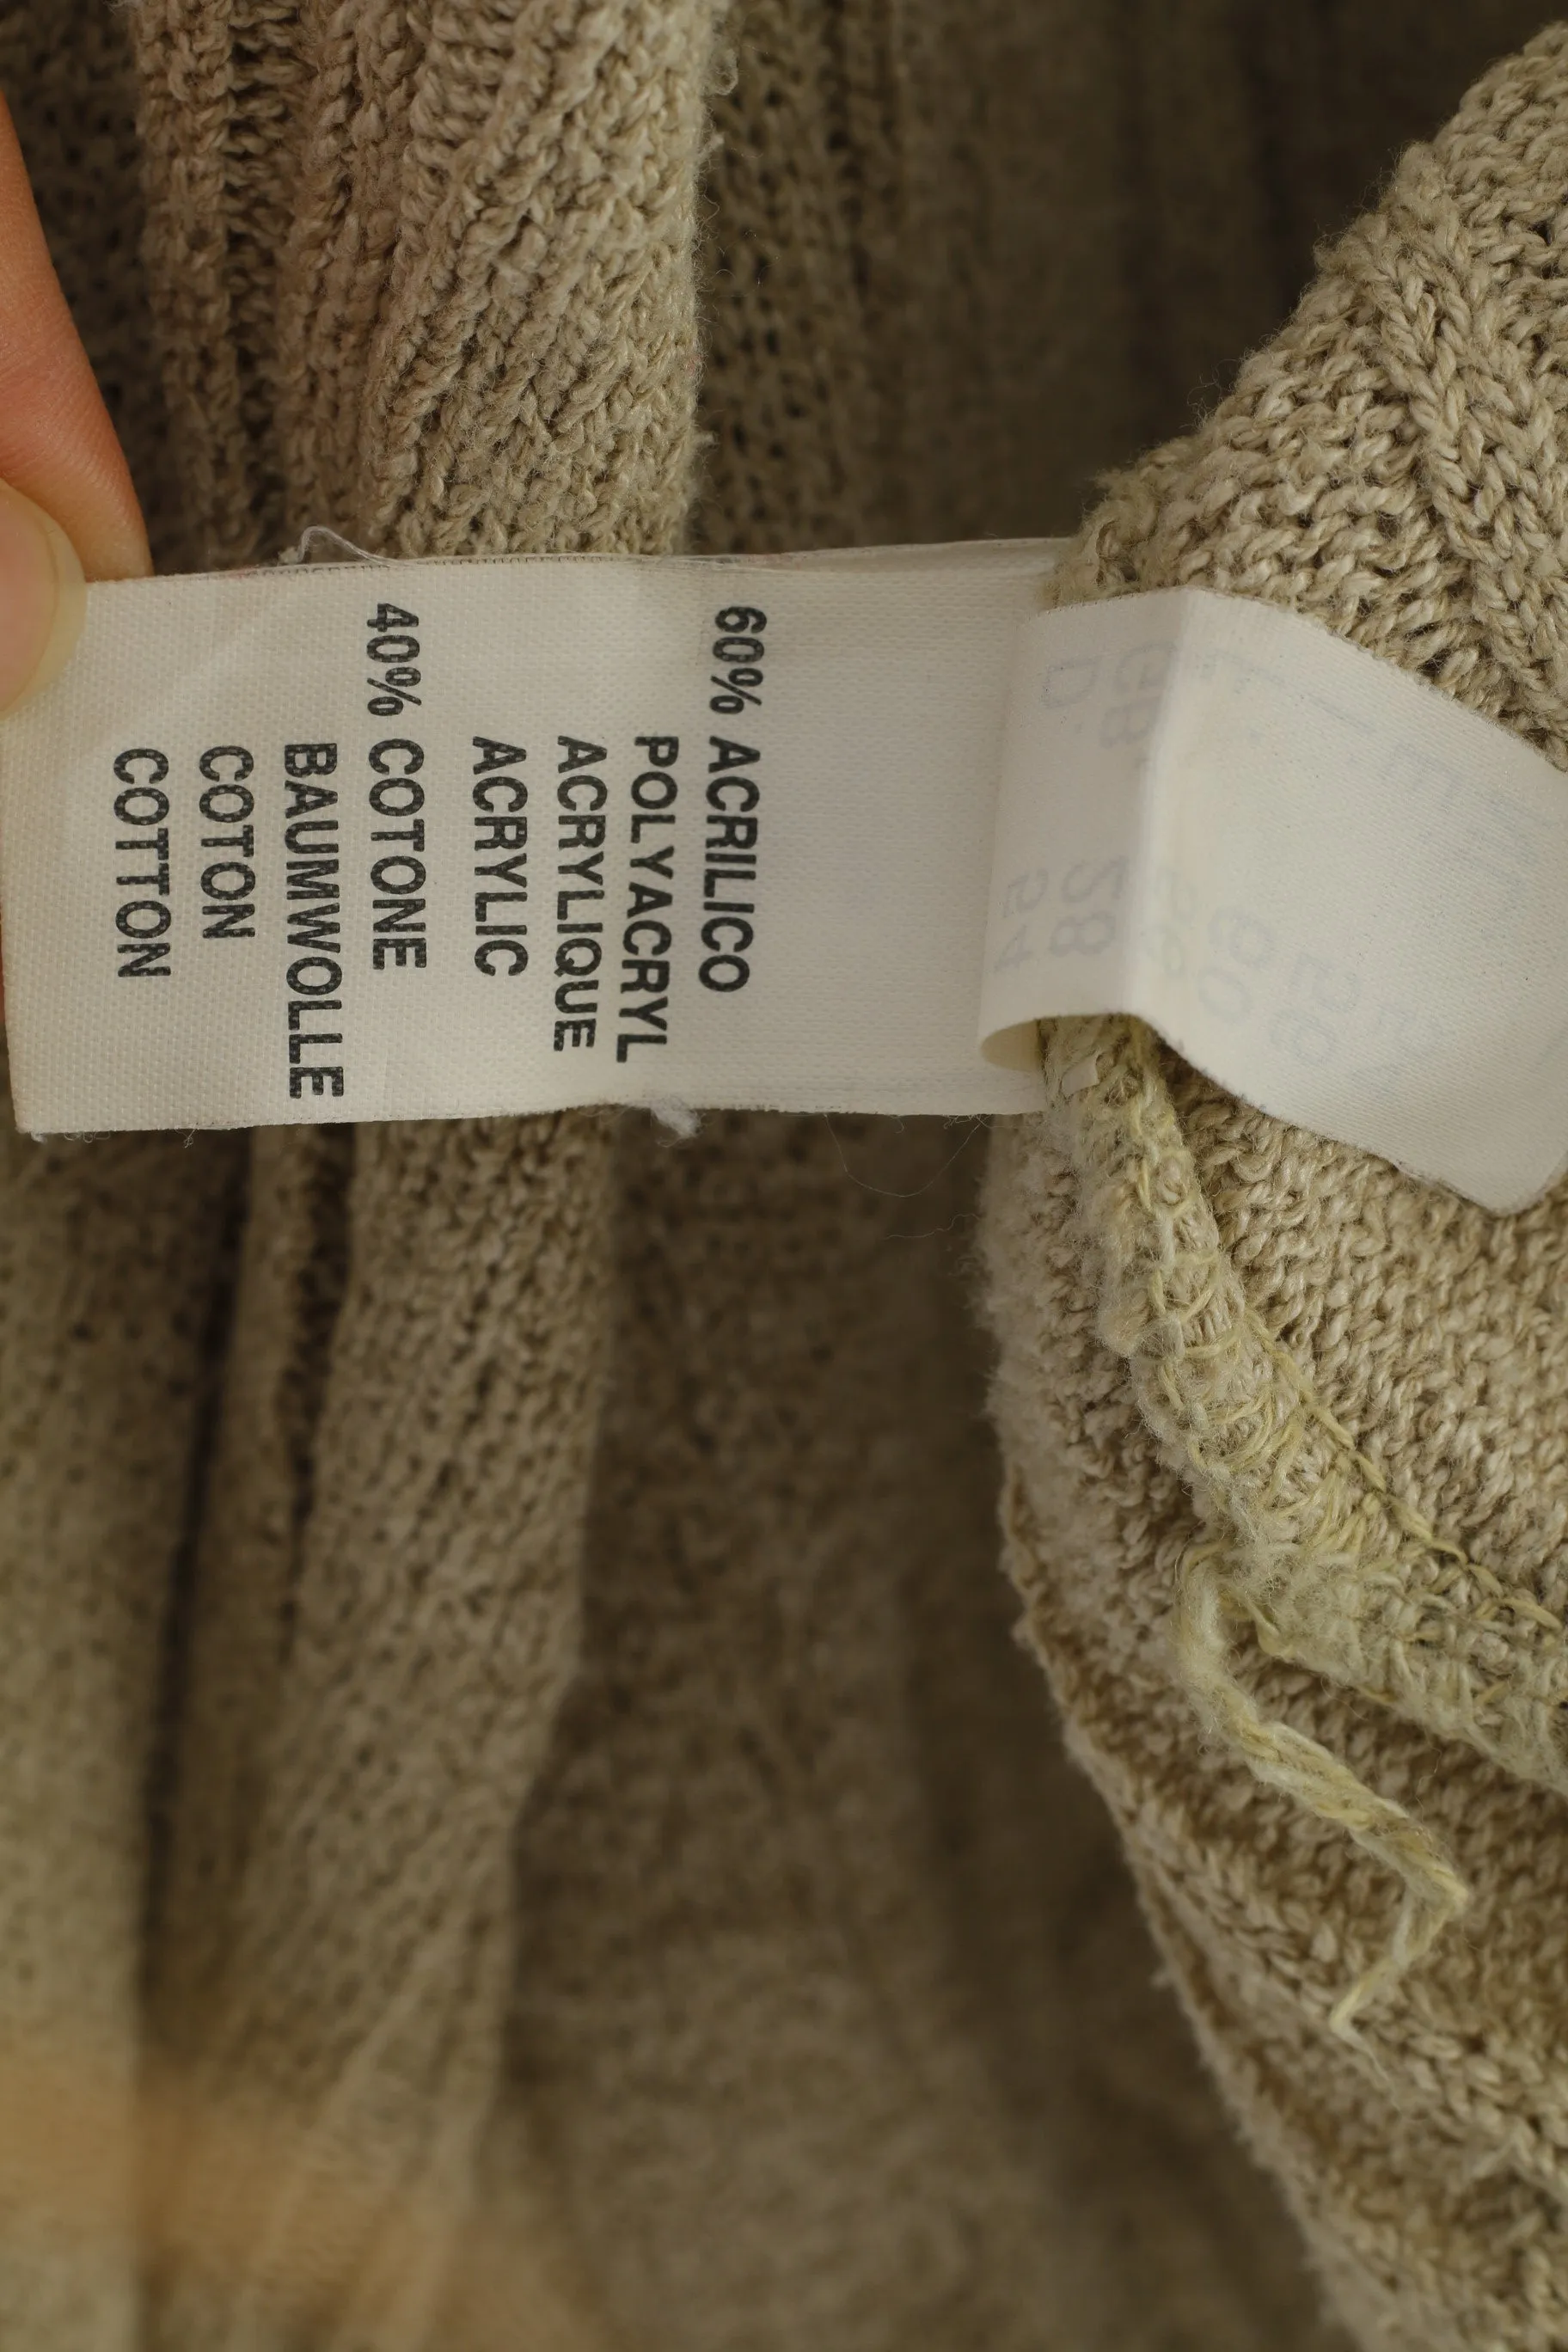 60% ACRILICO
POLYACRYL
ACRYLIQUE
ACRYLIC
40% COTONE
BAUMWOLLE
COTON
COTTON